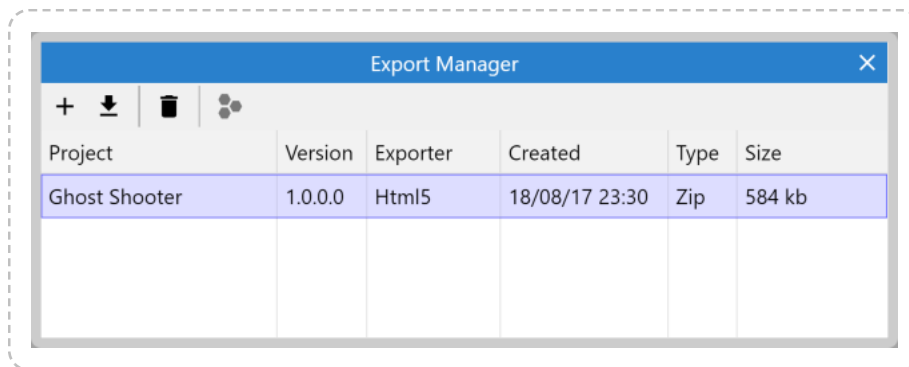 Export Manager
Project Version Exporter Created Type Size
Ghost Shooter 1.0.0.0 Html5 18/08/17 23:30 Zip 584 kb